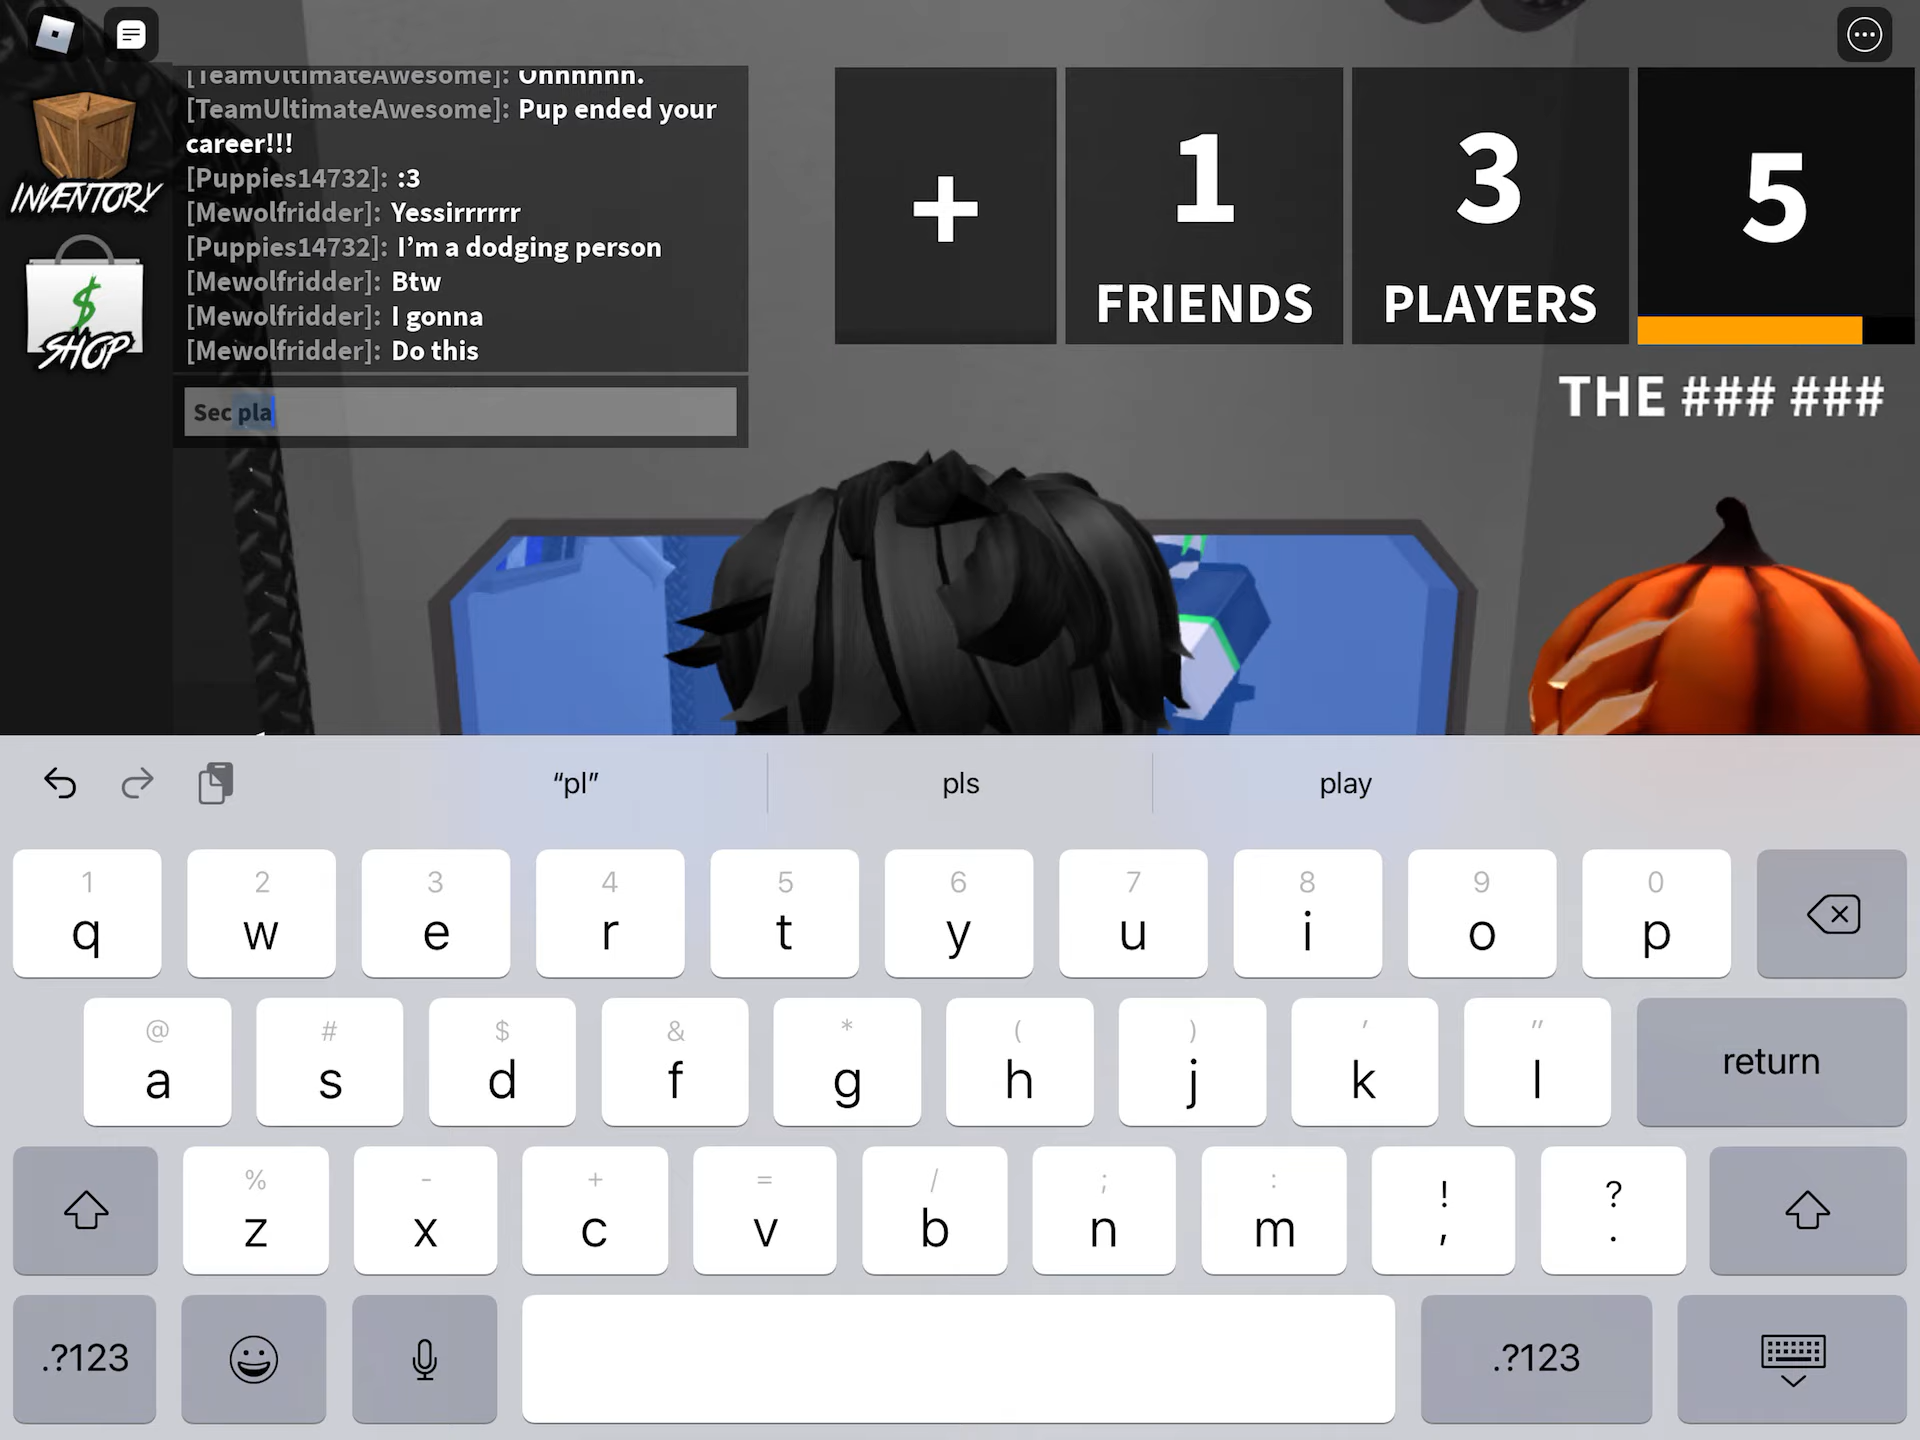 [TeamUltimateAwesome]: Ohhhhhh.
[TeamUltimateAwesome]: Pup ended your
career!!!
[Puppies14732]: :3
[Mewolfridder]: Yessirrrrrr
[Puppies14732]: I’m a dodging person
[Mewolfridder]: Btw
[Mewolfridder]: I gonna
[Mewolfridder]: Do this
Sec pla
INVENTORY
$
SHOP
+
1
FRIENDS
3
PLAYERS
5
THE ### ###
“pl”
pls
play
1 2 3 4 5 6 7 8 9 0
q w e r t y u i o p
@ # $ & * ( ) ' "
a s d f g h j k l return
% - + = / ; : ! ?
z x c v b n m , .
.?123 .?123